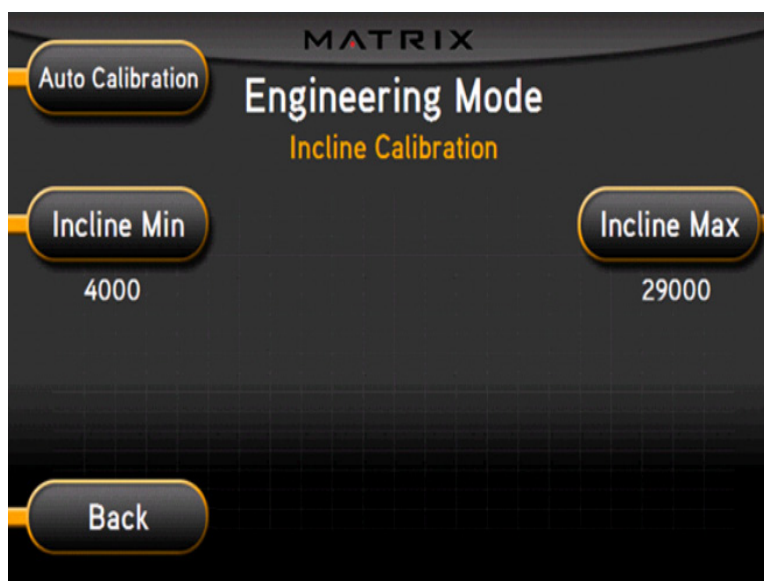 MATRIX
Auto Calibration
Engineering Mode
Incline Calibration
Incline Min
Incline Max
4000
29000
Back